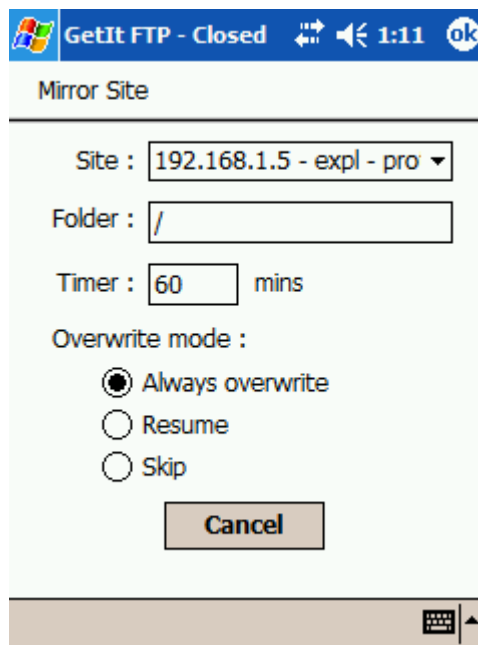 GetIt FTP - Closed 1:11 ok
Mirror Site
Site : 192.168.1.5 - expl - pro
Folder : /
Timer : 60 mins
Overwrite mode :
Always overwrite
Resume
Skip
Cancel